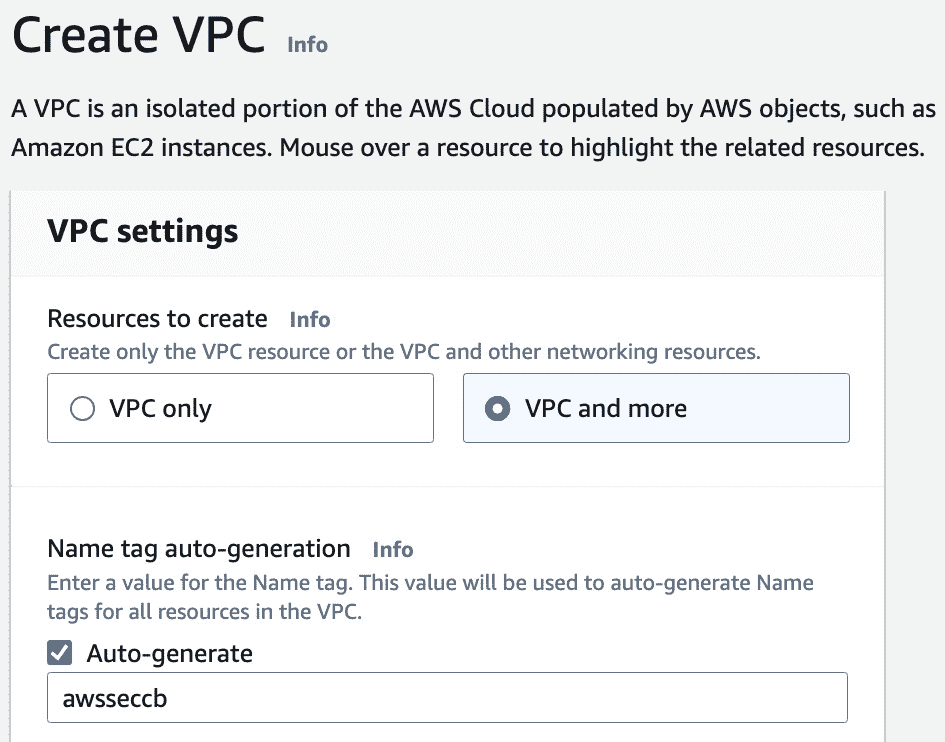 Create VPC Info
A VPC is an isolated portion of the AWS Cloud populated by AWS objects, such as
Amazon EC2 instances. Mouse over a resource to highlight the related resources.
VPC settings
Resources to create Info
Create only the VPC resource or the VPC and other networking resources.
VPC only VPC and more
Name tag auto-generation Info
Enter a value for the Name tag. This value will be used to auto-generate Name
tags for all resources in the VPC.
Auto-generate
awsseccb